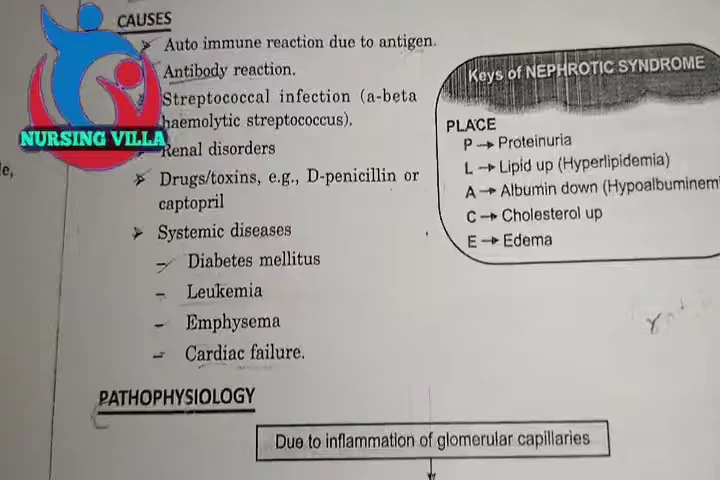 CAUSES
Auto immune reaction due to antigen.
Antibody reaction.
Streptococcal infection (a-beta
haemolytic streptococcus).
NURSING VILLA
Renal disorders
Drugs/toxins, e.g., D-penicillin or
captopril
Systemic diseases
– Diabetes mellitus
– Leukemia
– Emphysema
– Cardiac failure.
Keys of NEPHROTIC SYNDROME
PLACE
P → Proteinuria
L → Lipid up (Hyperlipidemia)
A → Albumin down (Hypoalbuminem
C → Cholesterol up
E → Edema
PATHOPHYSIOLOGY
Due to inflammation of glomerular capillaries